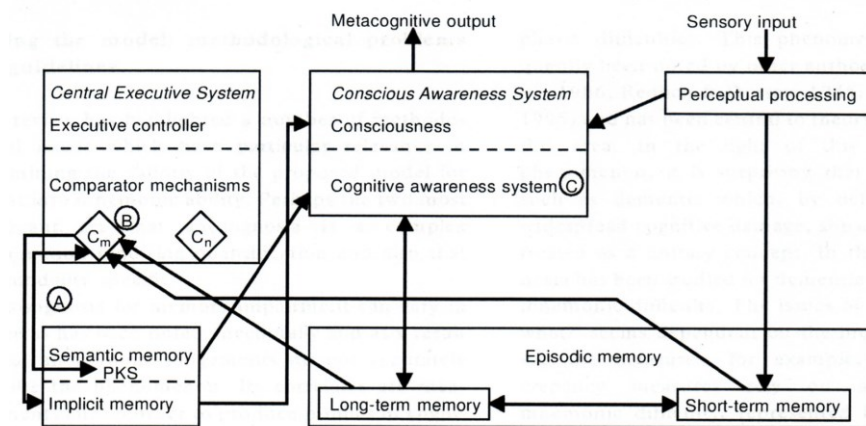 Metacognitive output
Sensory input
Central Executive System
Executive controller
Comparator mechanisms
B
Cm
Cn
A
Semantic memory
PKS
Implicit memory
Conscious Awareness System
Consciousness
Cognitive awareness system
C
Perceptual processing
Episodic memory
Long-term memory
Short-term memory